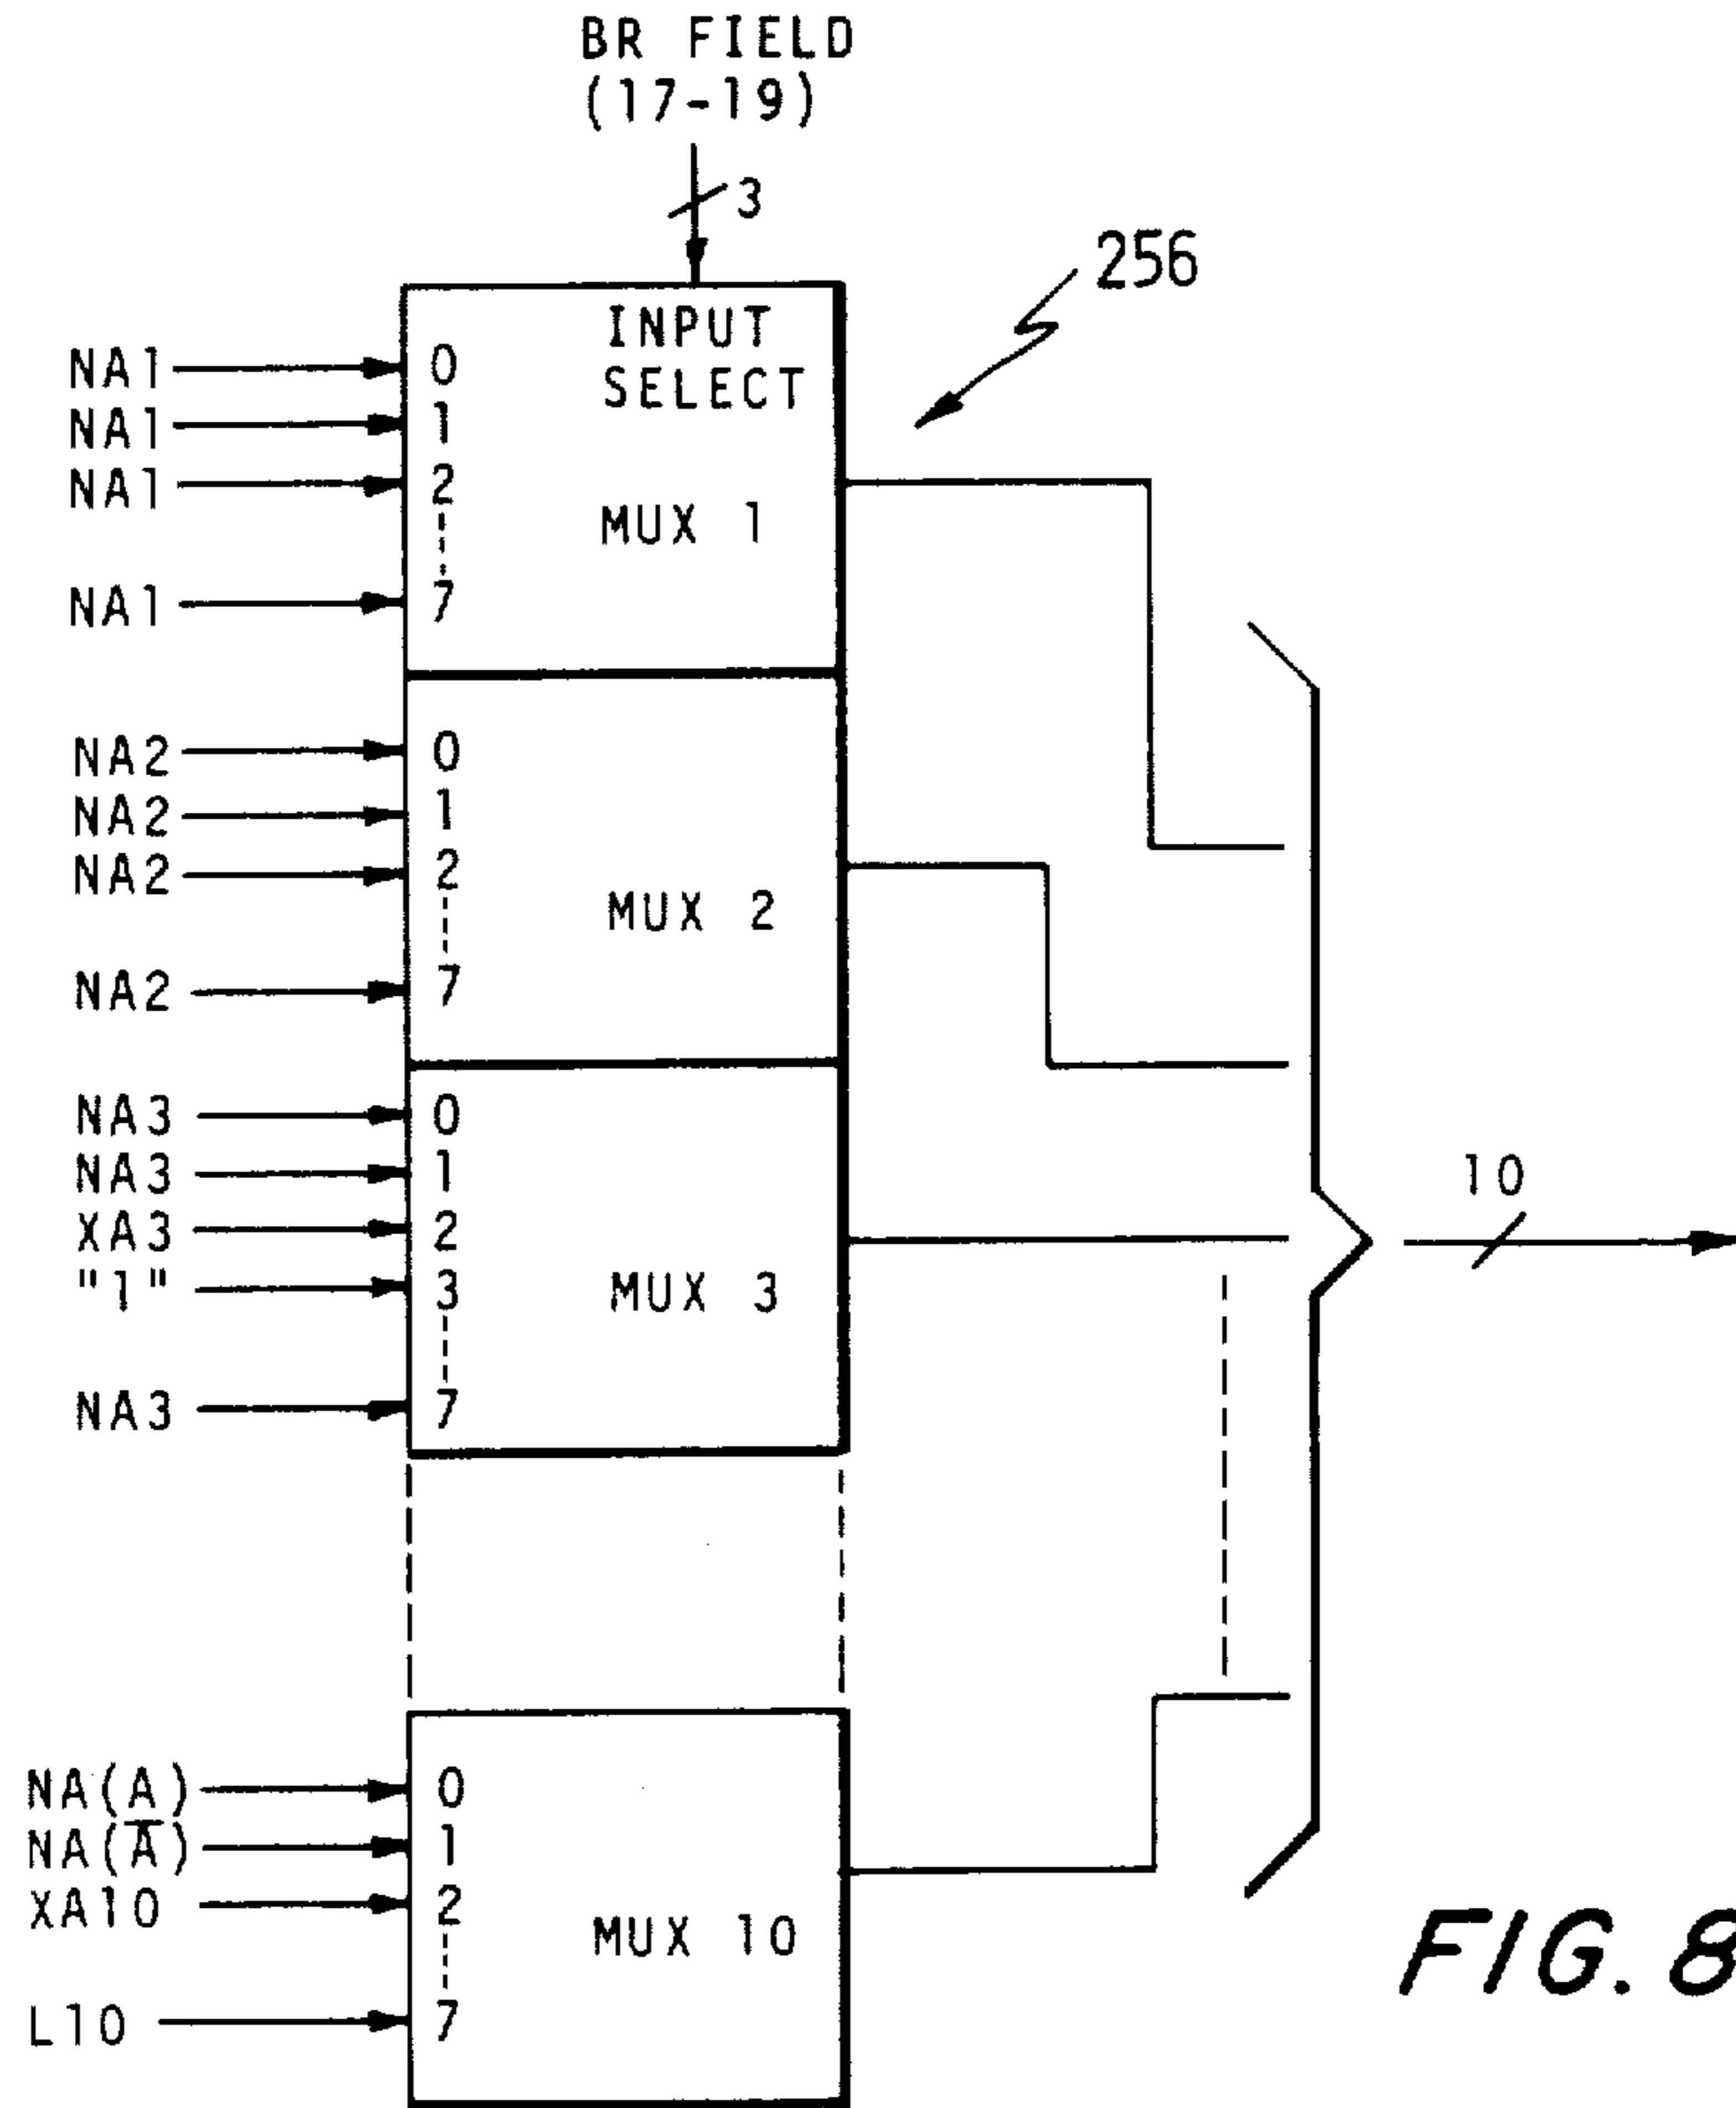 BR FIELD
(17-19)
3
256
INPUT
SELECT
NA1 0
NA1 1
NA1 2
MUX 1
NA1 7
NA2 0
NA2 1
NA2 2
MUX 2
NA2 7
NA3 0
NA3 1
XA3 2
"1" 3
MUX 3
NA3 7
10
NA(A) 0
NA(A̅) 1
XA10 2
MUX 10
L10 7
FIG. 8